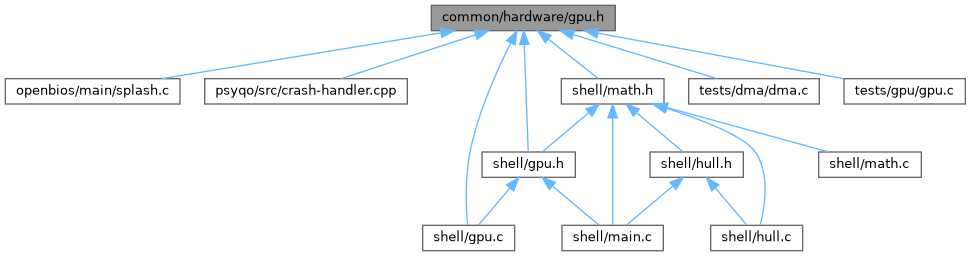 common/hardware/gpu.h
openbios/main/splash.c
psyqo/src/crash-handler.cpp
shell/math.h
tests/dma/dma.c
tests/gpu/gpu.c
shell/gpu.h
shell/hull.h
shell/math.c
shell/gpu.c
shell/main.c
shell/hull.c